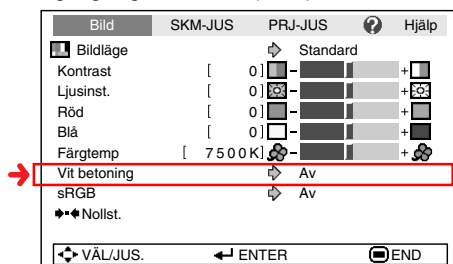 Bild SKM-JUS PRJ-JUS ? Hjälp
Bildläge Standard
Kontrast [ 0] - +
Ljusinst. [ 0] - +
Röd [ 0] - +
Blå [ 0] - +
Färgtemp [ 7500K] - +
Vit betoning Av
sRGB Av
Nollst.
VÄL/JUS. ENTER END